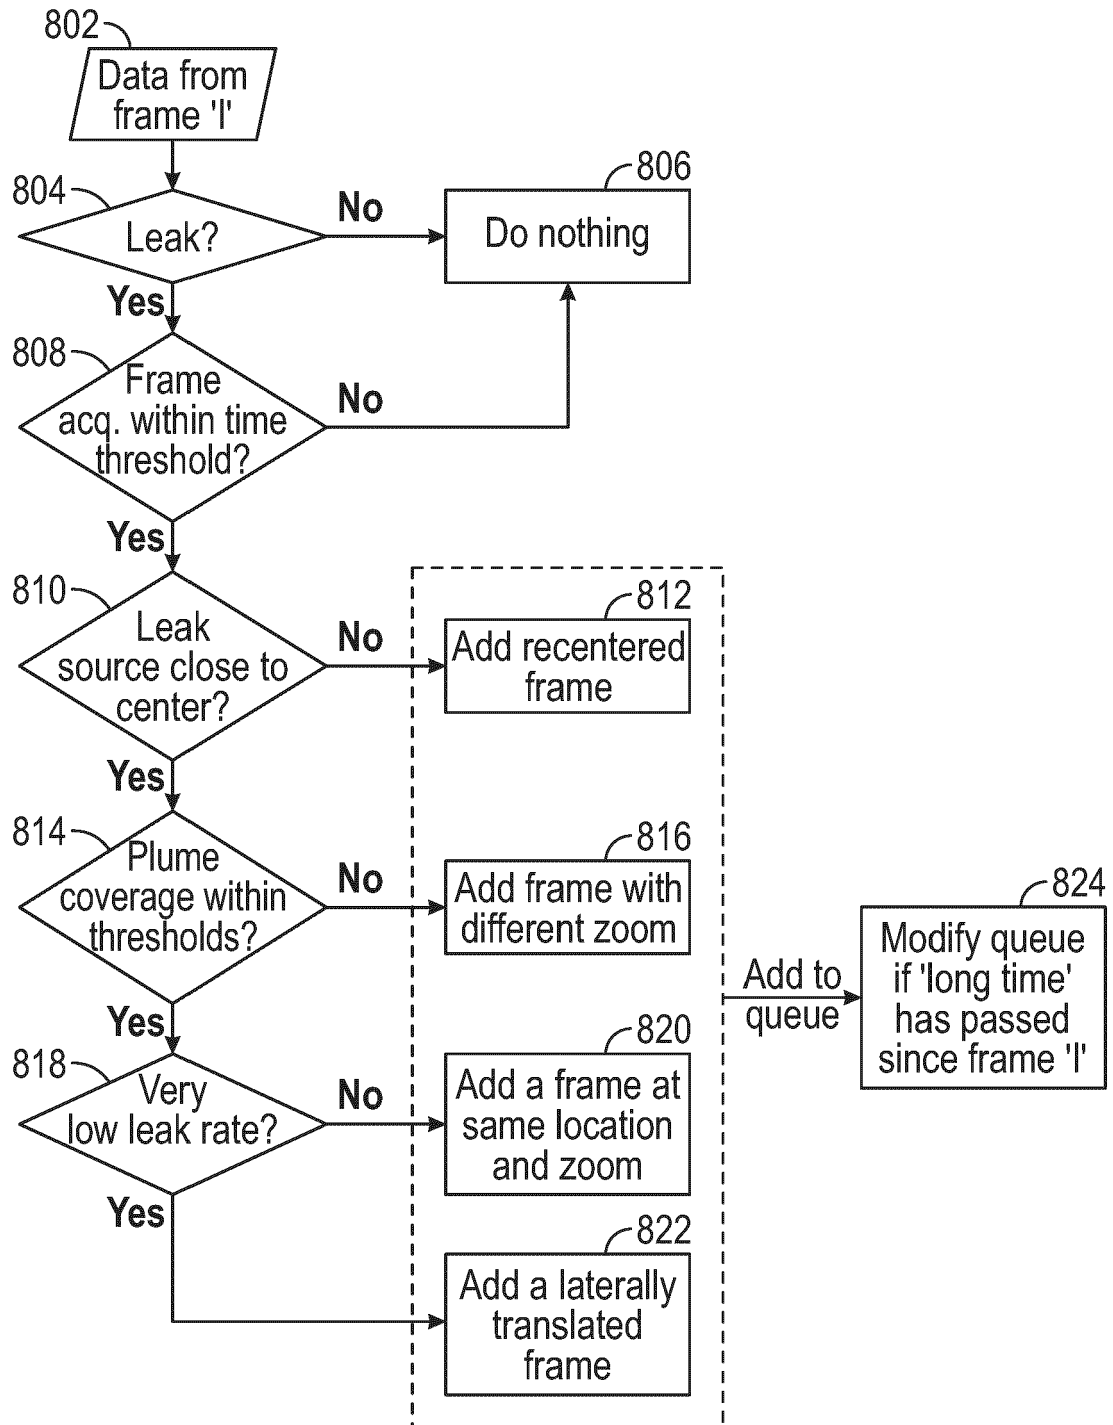 802
Data from
frame 'I'
804
Leak?
No
806
Do nothing
Yes
808
Frame
acq. within time
threshold?
No
Yes
810
Leak
source close to
center?
No
812
Add recentered
frame
Yes
814
Plume
coverage within
thresholds?
No
816
Add frame with
different zoom
Add to
queue
824
Modify queue
if 'long time'
has passed
since frame 'I'
Yes
818
Very
low leak rate?
No
820
Add a frame at
same location
and zoom
Yes
822
Add a laterally
translated
frame